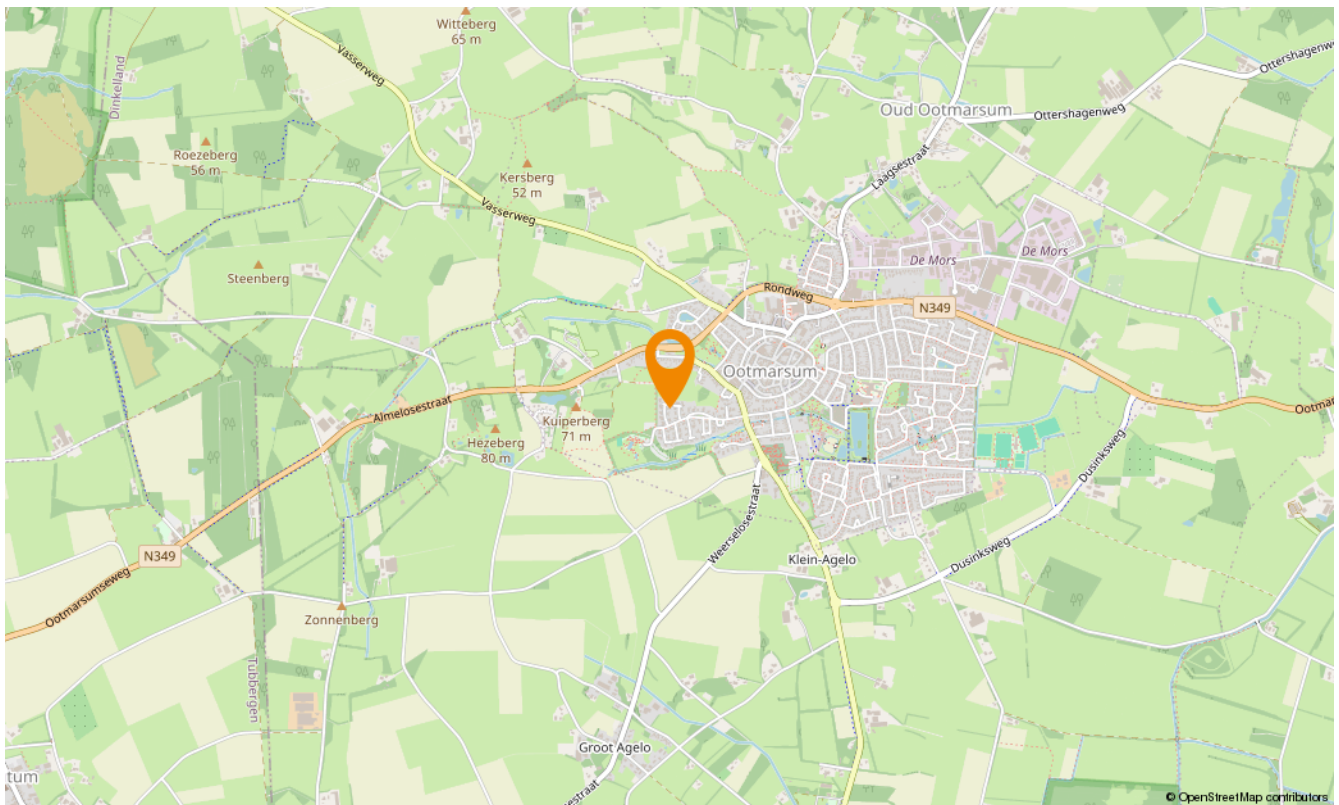 Witteberg
65 m
Vasserweg
Dinkelland
Oud Ootmarsum
Ottershagenweg
Ottershagenweg
Roezeberg
56 m
Kersberg
52 m
Laagsestraat
Vasserweg
Steenberg
De Mors
De Mors
Rondweg
N349
Ootmarsum
Almelosestraat
Kuiperberg
71 m
Hezeberg
80 m
Ootmar
Dusinksweg
Weerselosestraat
N349
Klein-Agelo
Dusinksweg
Ootmarsumseweg
Zonnenberg
Tubbergen
Groot Agelo
tum
sestraat
© OpenStreetMap contributors